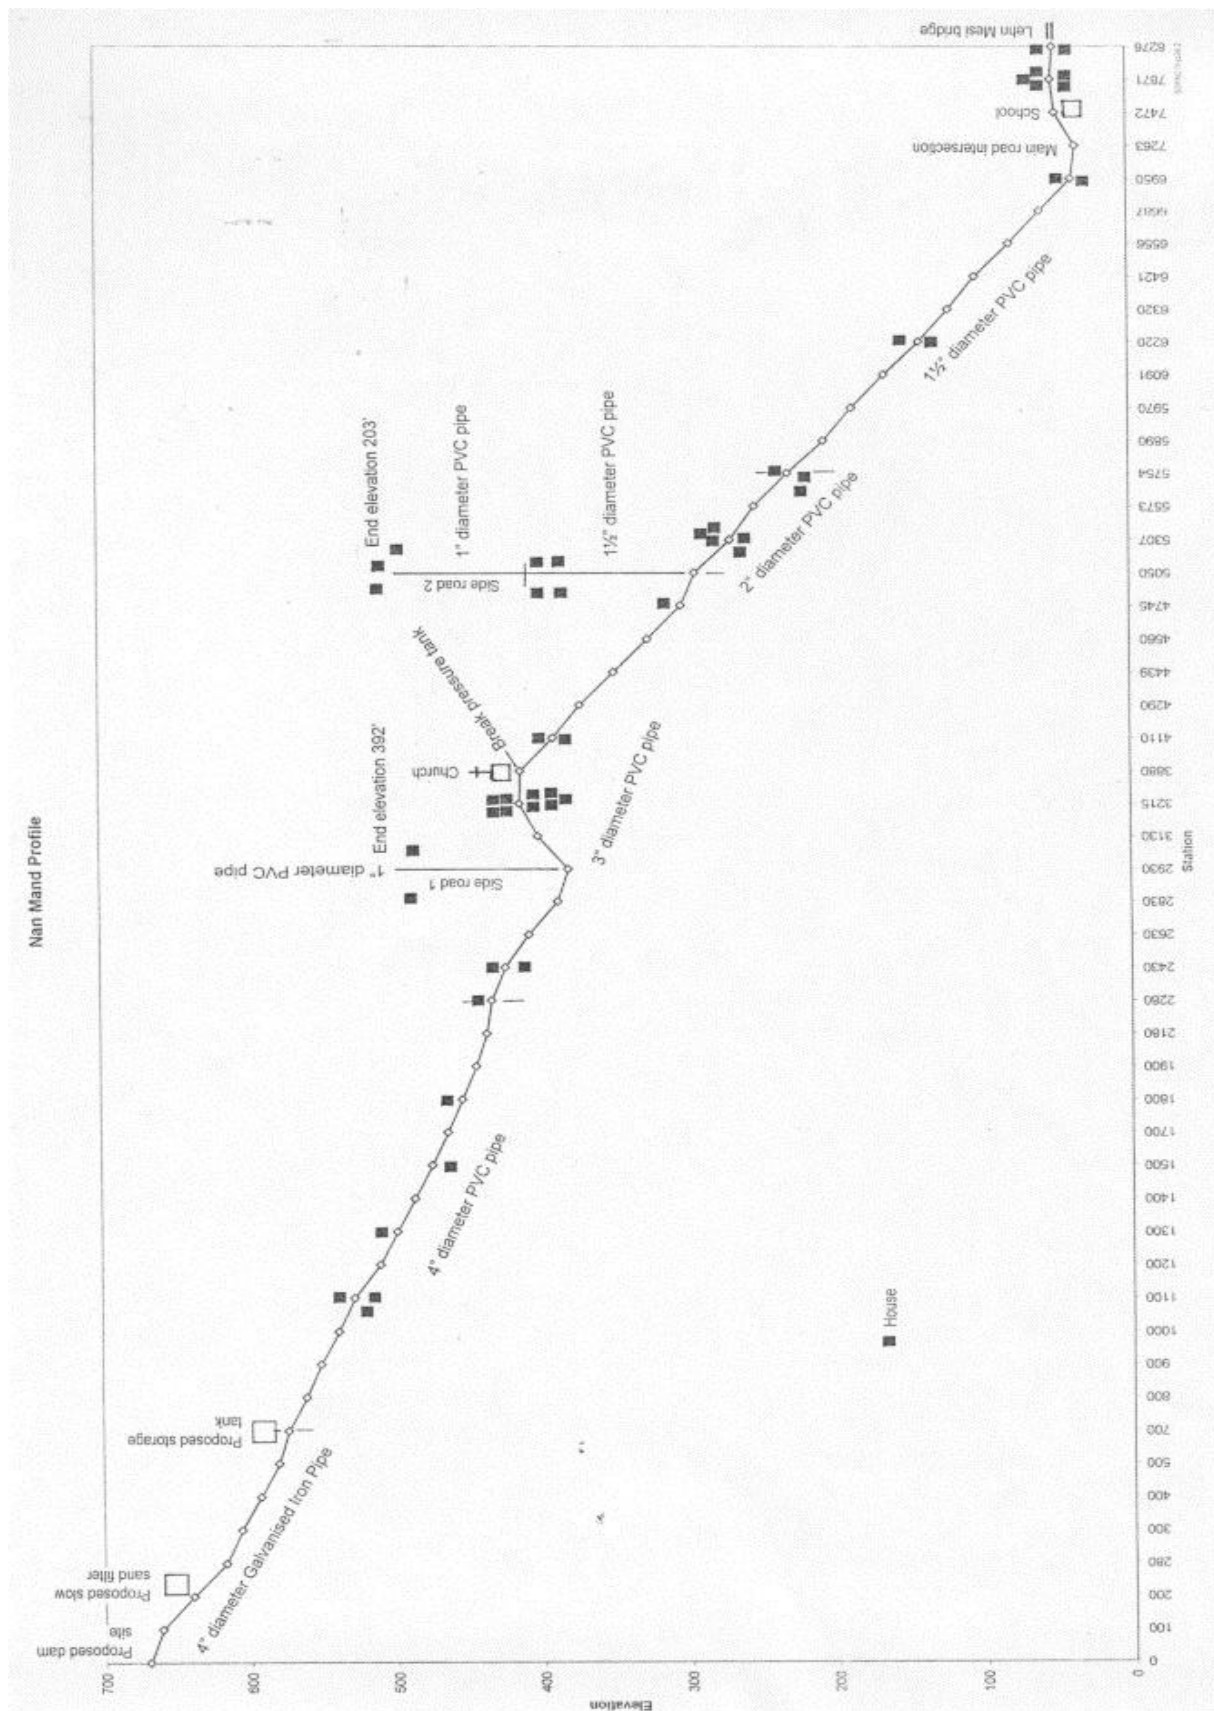 Nan Mand Profile
Proposed dam
site
Proposed slow
sand filter
4" diameter Galvanised Iron Pipe
Proposed storage
tank
4" diameter PVC pipe
Side road 1
1" diameter PVC pipe
End elevation 392'
3" diameter PVC pipe
Church
Break pressure tank
Side road 2
End elevation 203'
1" diameter PVC pipe
1½" diameter PVC pipe
2" diameter PVC pipe
1½" diameter PVC pipe
Main road intersection
School
Lehn Mesi bridge
House
Elevation
700
600
500
400
300
200
100
0
Station
0
100
200
280
300
400
500
700
800
900
1000
1100
1200
1300
1400
1500
1700
1800
1900
2180
2280
2430
2630
2830
2930
3130
3215
3880
4110
4290
4439
4560
4745
5050
5307
5573
5754
5890
5970
6091
6220
6320
6421
6556
6950
7263
7472
7871
8276